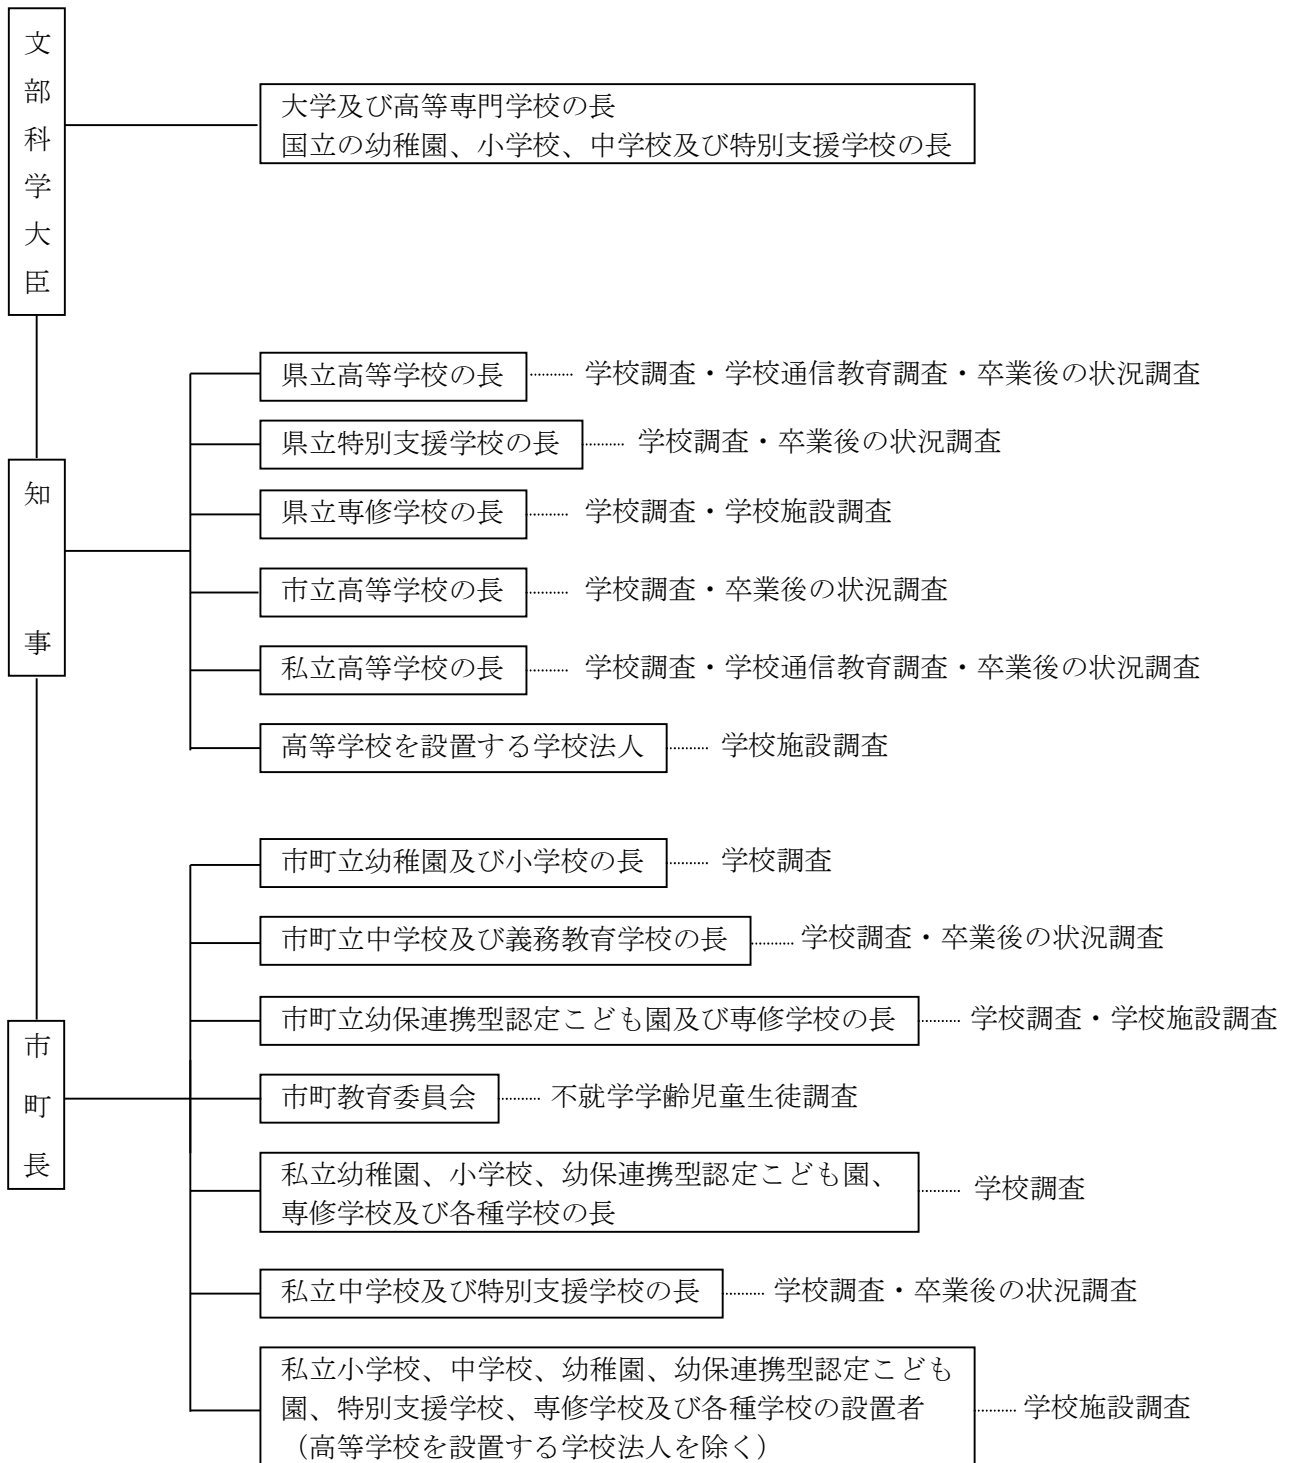 文部科学大臣
大学及び高等専門学校の長
国立の幼稚園、小学校、中学校及び特別支援学校の長
知事
県立高等学校の長 学校調査・学校通信教育調査・卒業後の状況調査
県立特別支援学校の長 学校調査・卒業後の状況調査
県立専修学校の長 学校調査・学校施設調査
市立高等学校の長 学校調査・卒業後の状況調査
私立高等学校の長 学校調査・学校通信教育調査・卒業後の状況調査
高等学校を設置する学校法人 学校施設調査
市町長
市町立幼稚園及び小学校の長 学校調査
市町立中学校及び義務教育学校の長 学校調査・卒業後の状況調査
市町立幼保連携型認定こども園及び専修学校の長 学校調査・学校施設調査
市町教育委員会 不就学学齢児童生徒調査
私立幼稚園、小学校、幼保連携型認定こども園、
専修学校及び各種学校の長
学校調査
私立中学校及び特別支援学校の長 学校調査・卒業後の状況調査
私立小学校、中学校、幼稚園、幼保連携型認定こども
園、特別支援学校、専修学校及び各種学校の設置者
（高等学校を設置する学校法人を除く）
学校施設調査